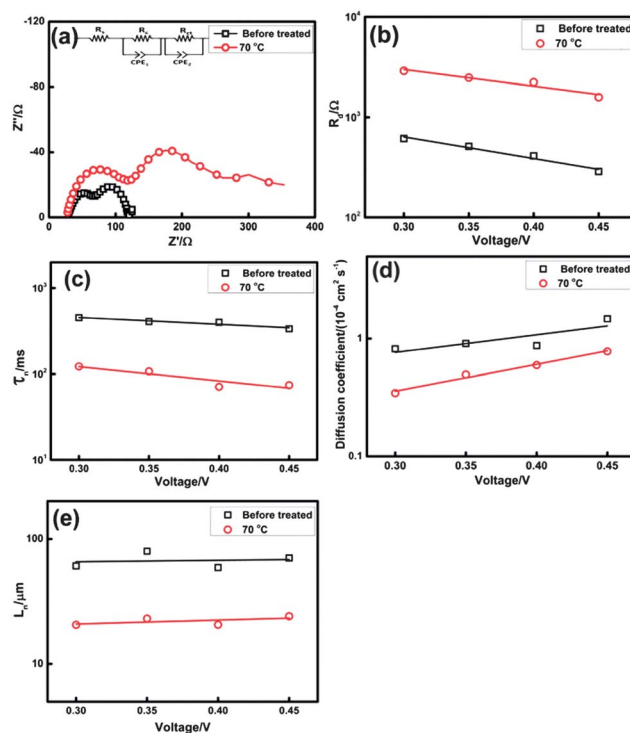 (a)
Before treated
70 °C
CPE₁ CPE₂
-120
-80
-40
0
Z''/Ω
0 100 200 300 400
Z'/Ω
(b)
Before treated
70 °C
10⁴
10³
10²
R_d/Ω
0.30 0.35 0.40 0.45
Voltage/V
(c)
Before treated
70 °C
10³
10²
10¹
τₙ/ms
0.30 0.35 0.40 0.45
Voltage/V
(d)
Before treated
70 °C
1
0.1
Diffusion coefficient/(10⁻⁴ cm² s⁻¹)
0.30 0.35 0.40 0.45
Voltage/V
(e)
Before treated
70 °C
100
10
Lₙ/μm
0.30 0.35 0.40 0.45
Voltage/V